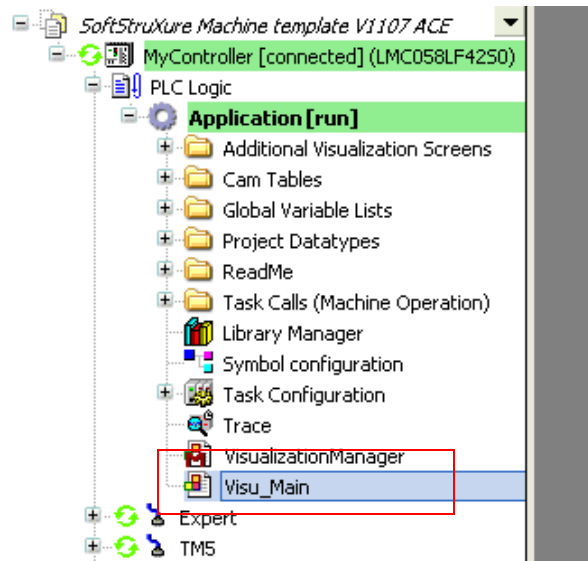 SoftStruXure Machine template V1107 ACE
MyController [connected] (LMC058LF42S0)
PLC Logic
Application [run]
Additional Visualization Screens
Cam Tables
Global Variable Lists
Project Datatypes
ReadMe
Task Calls (Machine Operation)
Library Manager
Symbol configuration
Task Configuration
Trace
VisualizationManager
Visu_Main
Expert
TM5